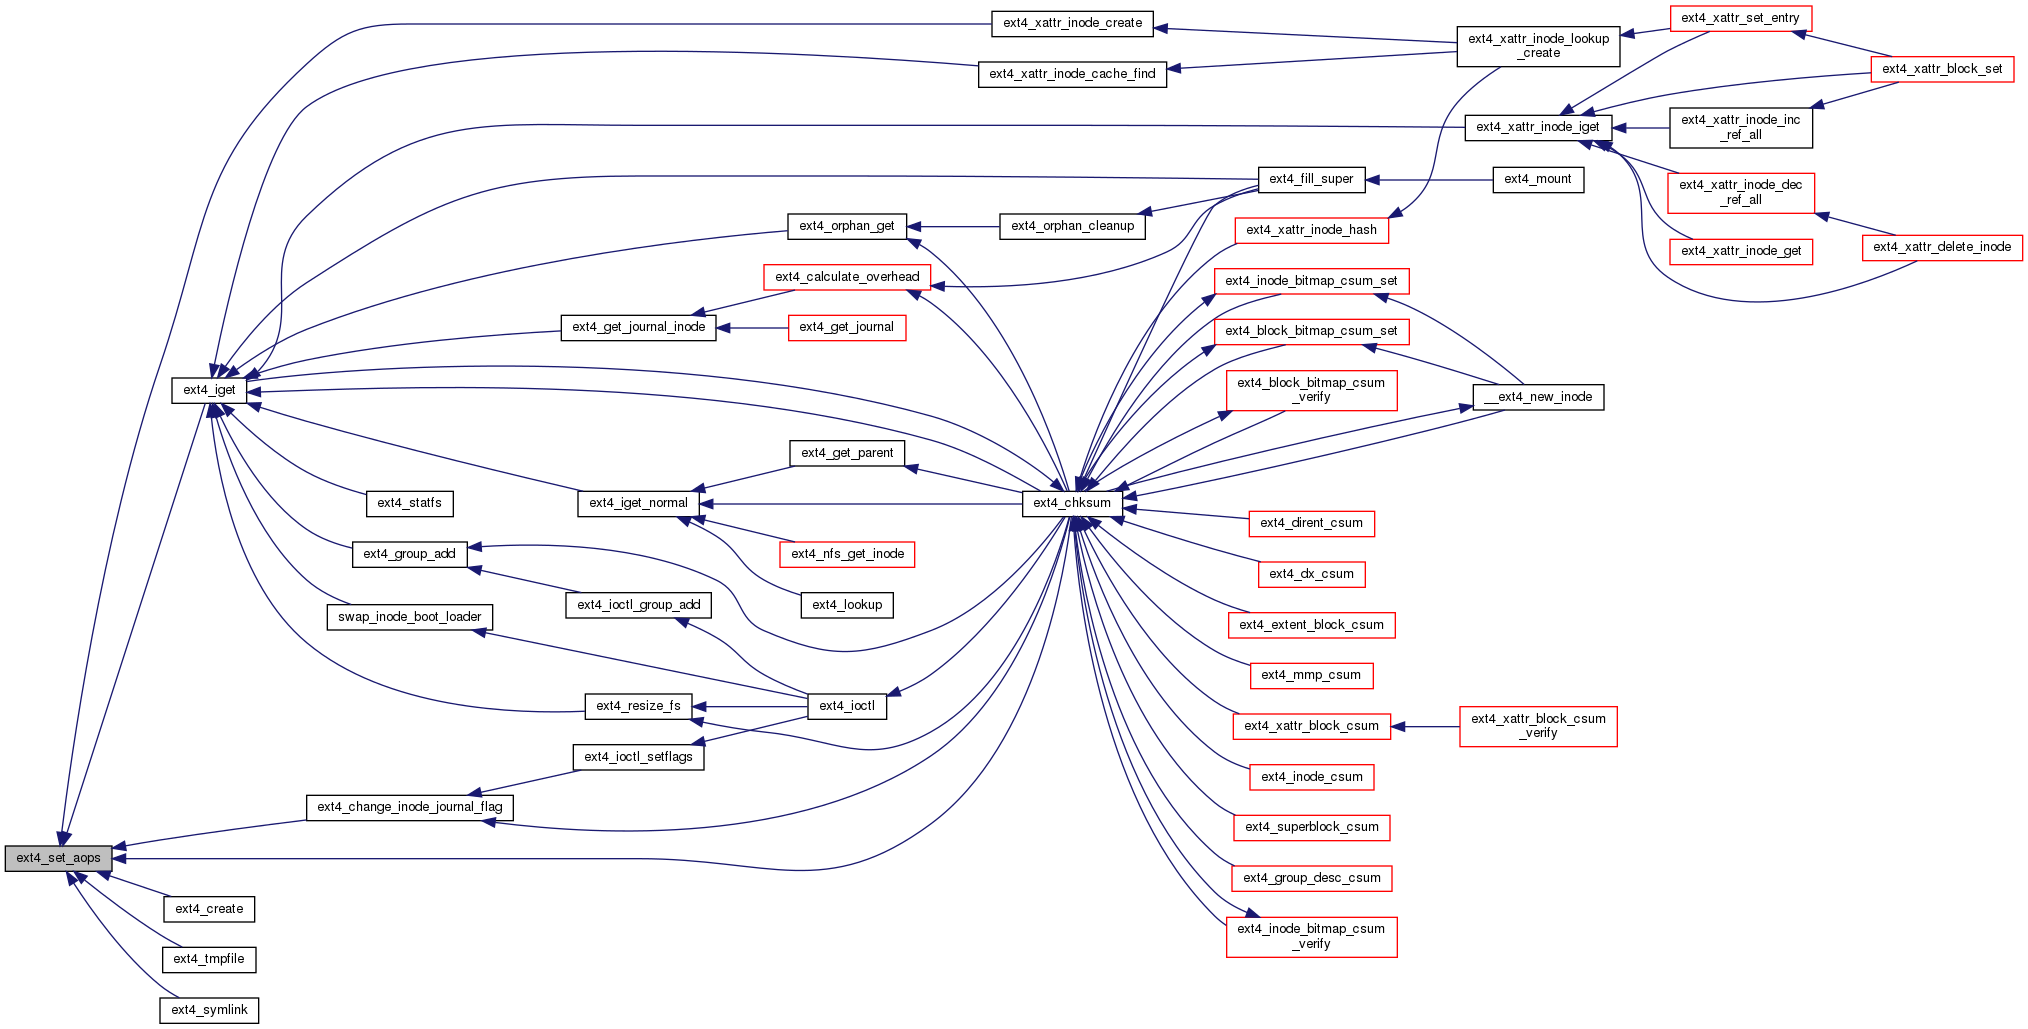 ext4_xattr_inode_create
ext4_xattr_set_entry
ext4_xattr_inode_lookup
_create
ext4_xattr_inode_cache_find
ext4_xattr_block_set
ext4_xattr_inode_iget
ext4_xattr_inode_inc
_ref_all
ext4_fill_super
ext4_mount
ext4_xattr_inode_dec
_ref_all
ext4_orphan_get
ext4_orphan_cleanup
ext4_xattr_inode_hash
ext4_xattr_inode_get
ext4_xattr_delete_inode
ext4_calculate_overhead
ext4_inode_bitmap_csum_set
ext4_get_journal_inode
ext4_get_journal
ext4_block_bitmap_csum_set
ext4_iget
ext4_block_bitmap_csum
_verify
__ext4_new_inode
ext4_get_parent
ext4_statfs
ext4_iget_normal
ext4_chksum
ext4_dirent_csum
ext4_group_add
ext4_nfs_get_inode
ext4_dx_csum
ext4_ioctl_group_add
ext4_lookup
swap_inode_boot_loader
ext4_extent_block_csum
ext4_mmp_csum
ext4_resize_fs
ext4_ioctl
ext4_xattr_block_csum
ext4_xattr_block_csum
_verify
ext4_ioctl_setflags
ext4_inode_csum
ext4_change_inode_journal_flag
ext4_superblock_csum
ext4_set_aops
ext4_group_desc_csum
ext4_create
ext4_inode_bitmap_csum
_verify
ext4_tmpfile
ext4_symlink